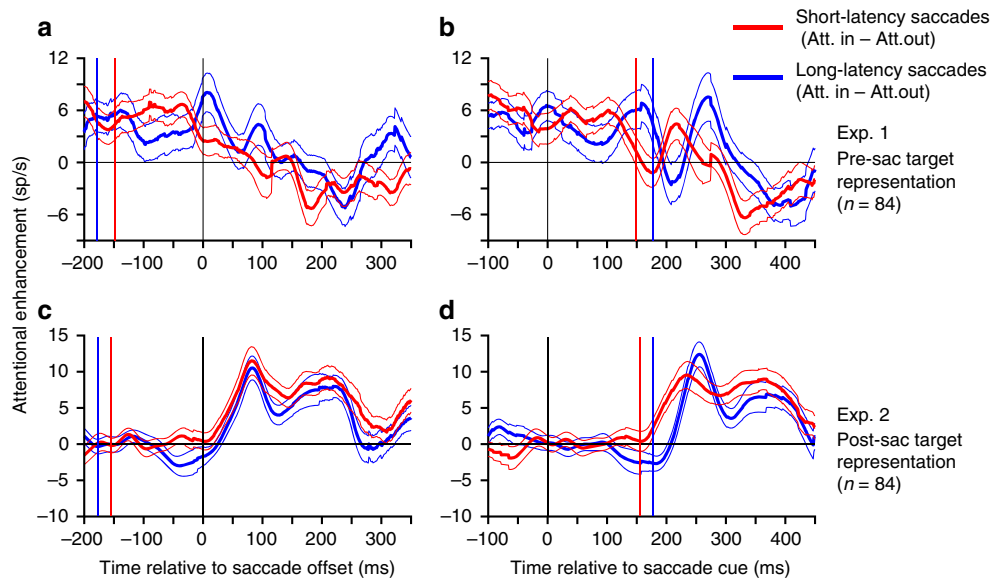 a
b
Short-latency saccades
(Att. in – Att.out)
Long-latency saccades
(Att. in – Att.out)
12
6
0
–6
–200
–100
0
100
200
300
12
6
0
–6
–100
0
100
200
300
400
Exp. 1
Pre-sac target
representation
(n = 84)
Attentional enhancement (sp/s)
c
d
15
10
5
0
–5
–10
–200
–100
0
100
200
300
Time relative to saccade offset (ms)
15
10
5
0
–5
–10
–100
0
100
200
300
400
Time relative to saccade cue (ms)
Exp. 2
Post-sac target
representation
(n = 84)